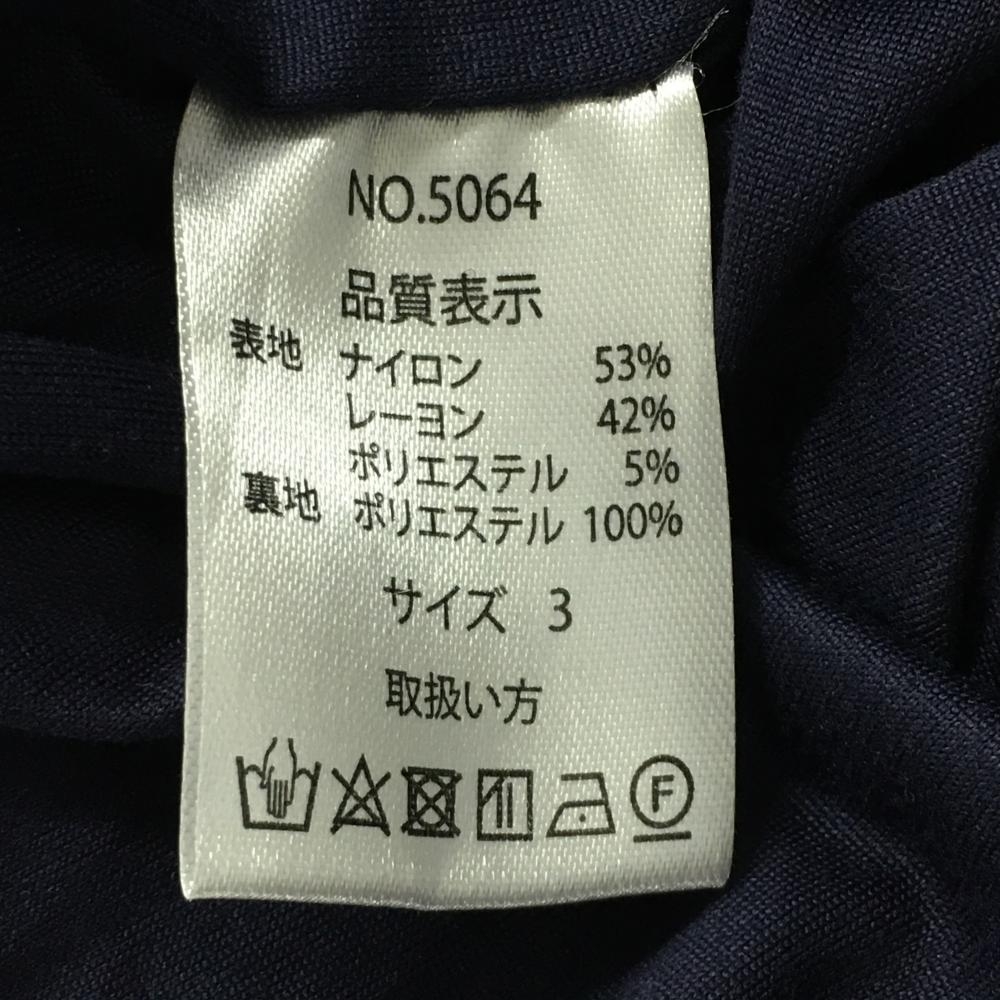 NO.5064
品質表示
表地 ナイロン 53%
レーヨン 42%
ポリエステル 5%
裏地 ポリエステル 100%
サイズ 3
取扱い方
F